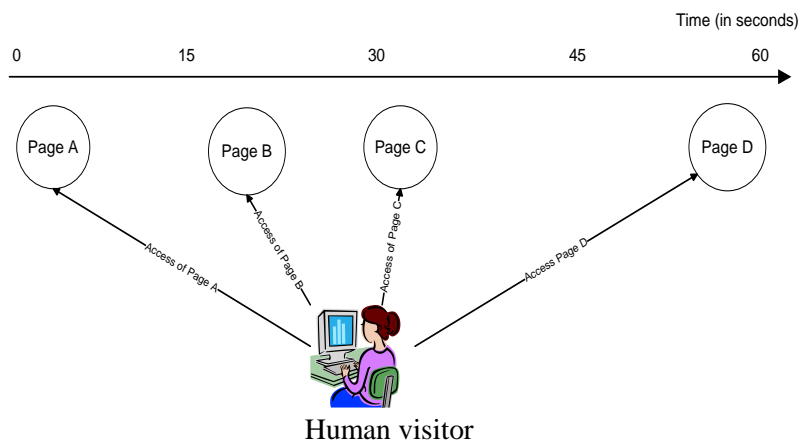 Time (in seconds)
0 15 30 45 60
Page A Page B Page C Page D
Access of Page A
Access of Page B
Access of Page C
Access Page D
Human visitor